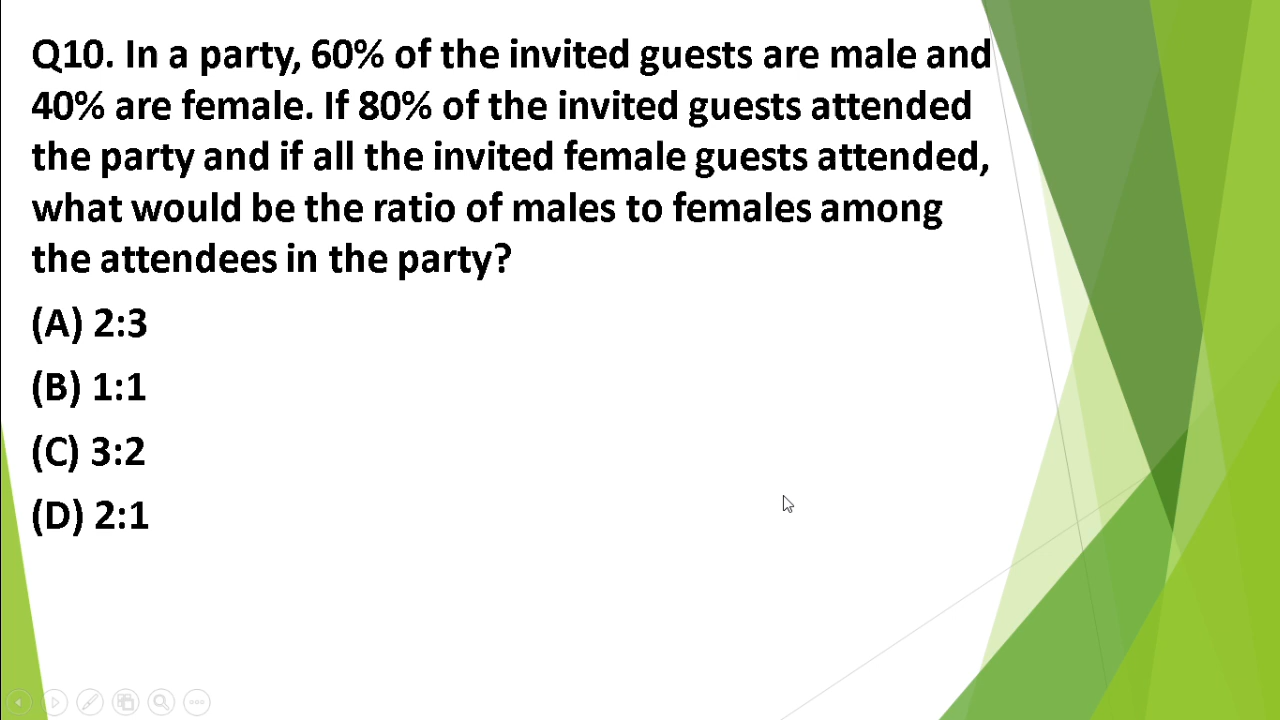 Q10. In a party, 60% of the invited guests are male and
40% are female. If 80% of the invited guests attended
the party and if all the invited female guests attended,
what would be the ratio of males to females among
the attendees in the party?
(A) 2:3
(B) 1:1
(C) 3:2
(D) 2:1